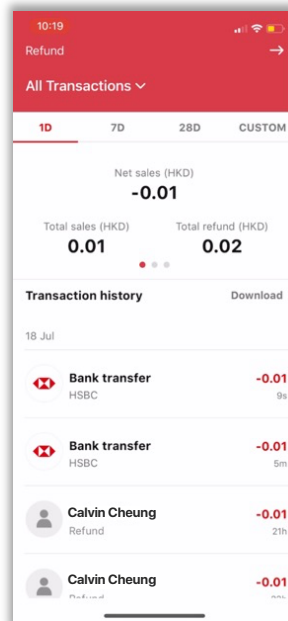 10:19
Refund
All Transactions
1D 7D 28D CUSTOM
Net sales (HKD)
-0.01
Total sales (HKD) Total refund (HKD)
0.01 0.02
Transaction history Download
18 Jul
Bank transfer -0.01
HSBC 9s
Bank transfer -0.01
HSBC 5m
Calvin Cheung -0.01
Refund 21h
Calvin Cheung -0.01